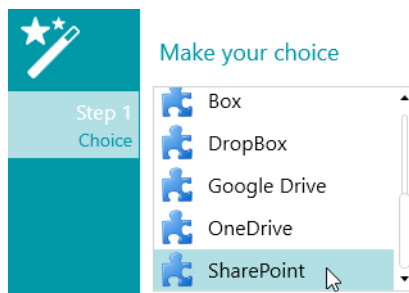 Make your choice
Step 1
Choice
Box
DropBox
Google Drive
OneDrive
SharePoint